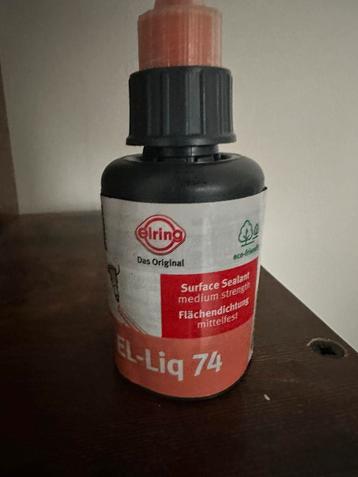 elring
Das Original
eco-friendly
Surface Sealant
medium strength
Flächendichtung
mittelfest
EL-Liq 74